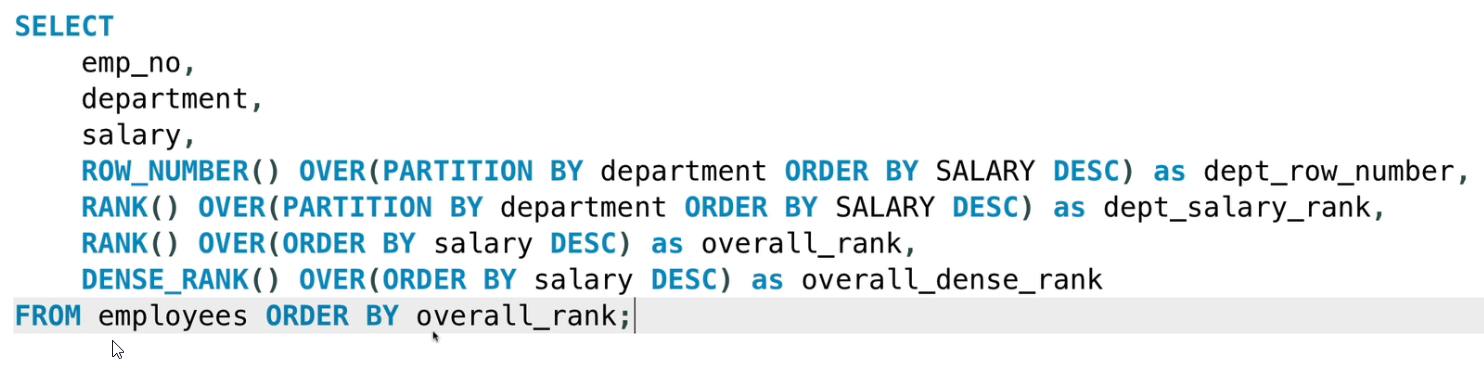 SELECT
emp_no,
department,
salary,
ROW_NUMBER() OVER(PARTITION BY department ORDER BY SALARY DESC) as dept_row_number,
RANK() OVER(PARTITION BY department ORDER BY SALARY DESC) as dept_salary_rank,
RANK() OVER(ORDER BY salary DESC) as overall_rank,
DENSE_RANK() OVER(ORDER BY salary DESC) as overall_dense_rank
FROM employees ORDER BY overall_rank;